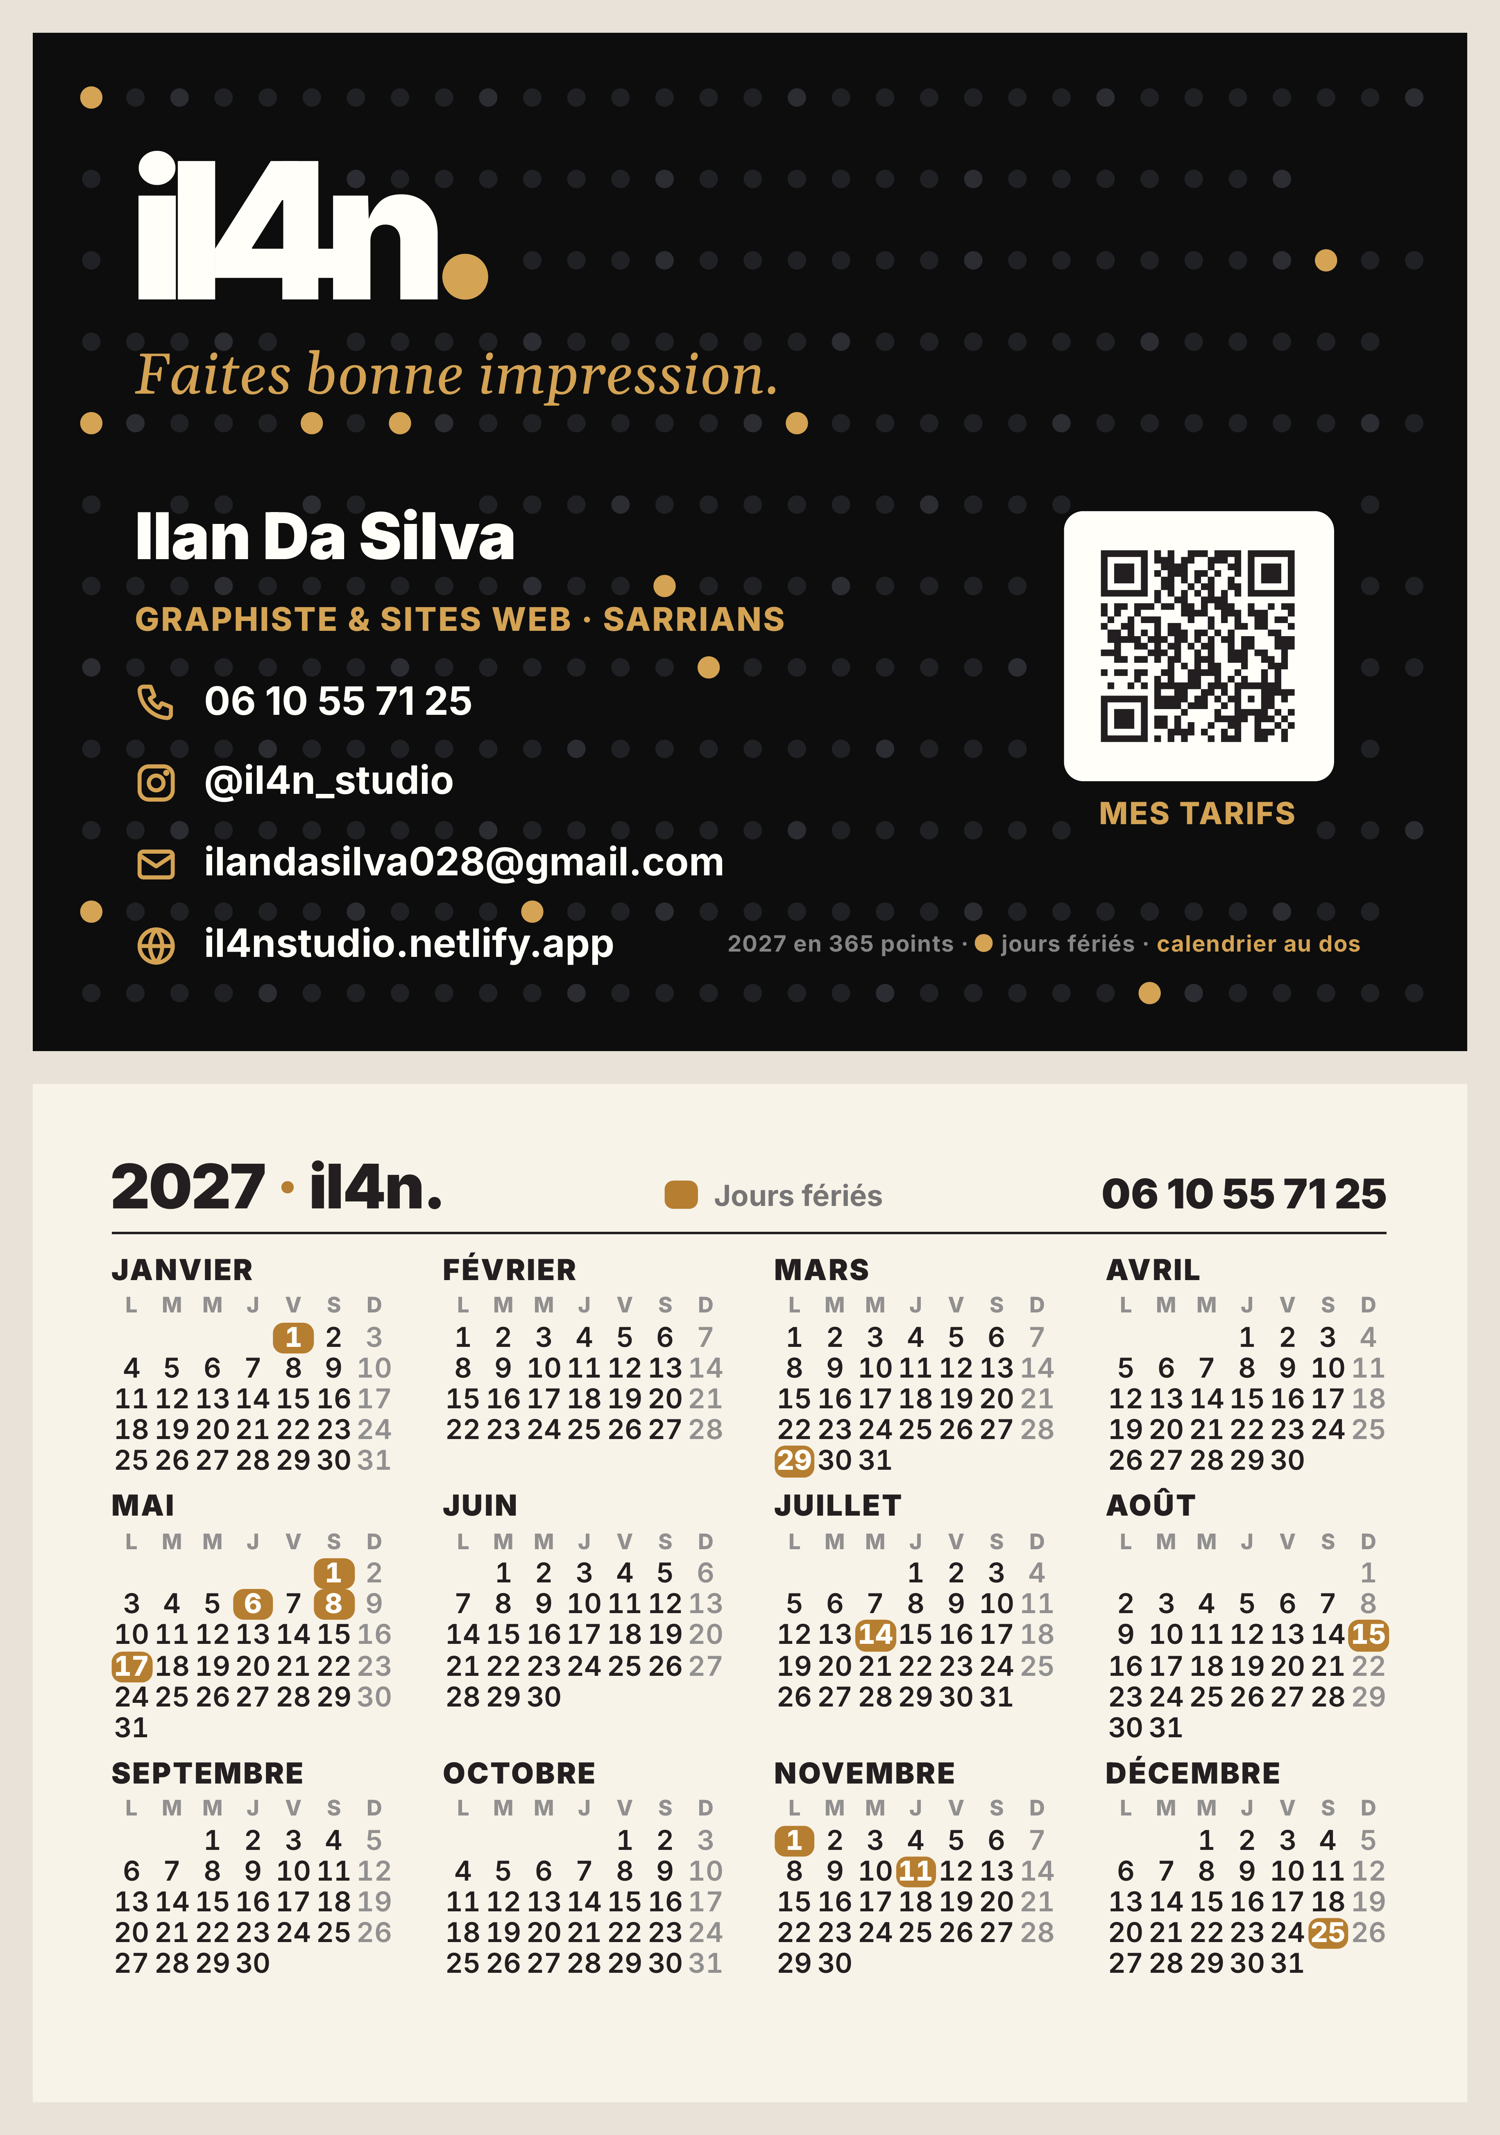 il4n.
Faites bonne impression.
Ilan Da Silva
GRAPHISTE & SITES WEB · SARRIANS
06 10 55 71 25
@il4n_studio
ilandasilva028@gmail.com
il4nstudio.netlify.app
MES TARIFS
2027 en 365 points · jours fériés · calendrier au dos
2027 · il4n.
Jours fériés
06 10 55 71 25
JANVIER
L M M J V S D
1 2 3
4 5 6 7 8 9 10
11 12 13 14 15 16 17
18 19 20 21 22 23 24
25 26 27 28 29 30 31
FÉVRIER
L M M J V S D
1 2 3 4 5 6 7
8 9 10 11 12 13 14
15 16 17 18 19 20 21
22 23 24 25 26 27 28
MARS
L M M J V S D
1 2 3 4 5 6 7
8 9 10 11 12 13 14
15 16 17 18 19 20 21
22 23 24 25 26 27 28
29 30 31
AVRIL
L M M J V S D
1 2 3 4
5 6 7 8 9 10 11
12 13 14 15 16 17 18
19 20 21 22 23 24 25
26 27 28 29 30
MAI
L M M J V S D
1 2
3 4 5 6 7 8 9
10 11 12 13 14 15 16
17 18 19 20 21 22 23
24 25 26 27 28 29 30
31
JUIN
L M M J V S D
1 2 3 4 5 6
7 8 9 10 11 12 13
14 15 16 17 18 19 20
21 22 23 24 25 26 27
28 29 30
JUILLET
L M M J V S D
1 2 3 4
5 6 7 8 9 10 11
12 13 14 15 16 17 18
19 20 21 22 23 24 25
26 27 28 29 30 31
AOÛT
L M M J V S D
1
2 3 4 5 6 7 8
9 10 11 12 13 14 15
16 17 18 19 20 21 22
23 24 25 26 27 28 29
30 31
SEPTEMBRE
L M M J V S D
1 2 3 4 5
6 7 8 9 10 11 12
13 14 15 16 17 18 19
20 21 22 23 24 25 26
27 28 29 30
OCTOBRE
L M M J V S D
1 2 3
4 5 6 7 8 9 10
11 12 13 14 15 16 17
18 19 20 21 22 23 24
25 26 27 28 29 30 31
NOVEMBRE
L M M J V S D
1 2 3 4 5 6 7
8 9 10 11 12 13 14
15 16 17 18 19 20 21
22 23 24 25 26 27 28
29 30
DÉCEMBRE
L M M J V S D
1 2 3 4 5
6 7 8 9 10 11 12
13 14 15 16 17 18 19
20 21 22 23 24 25 26
27 28 29 30 31